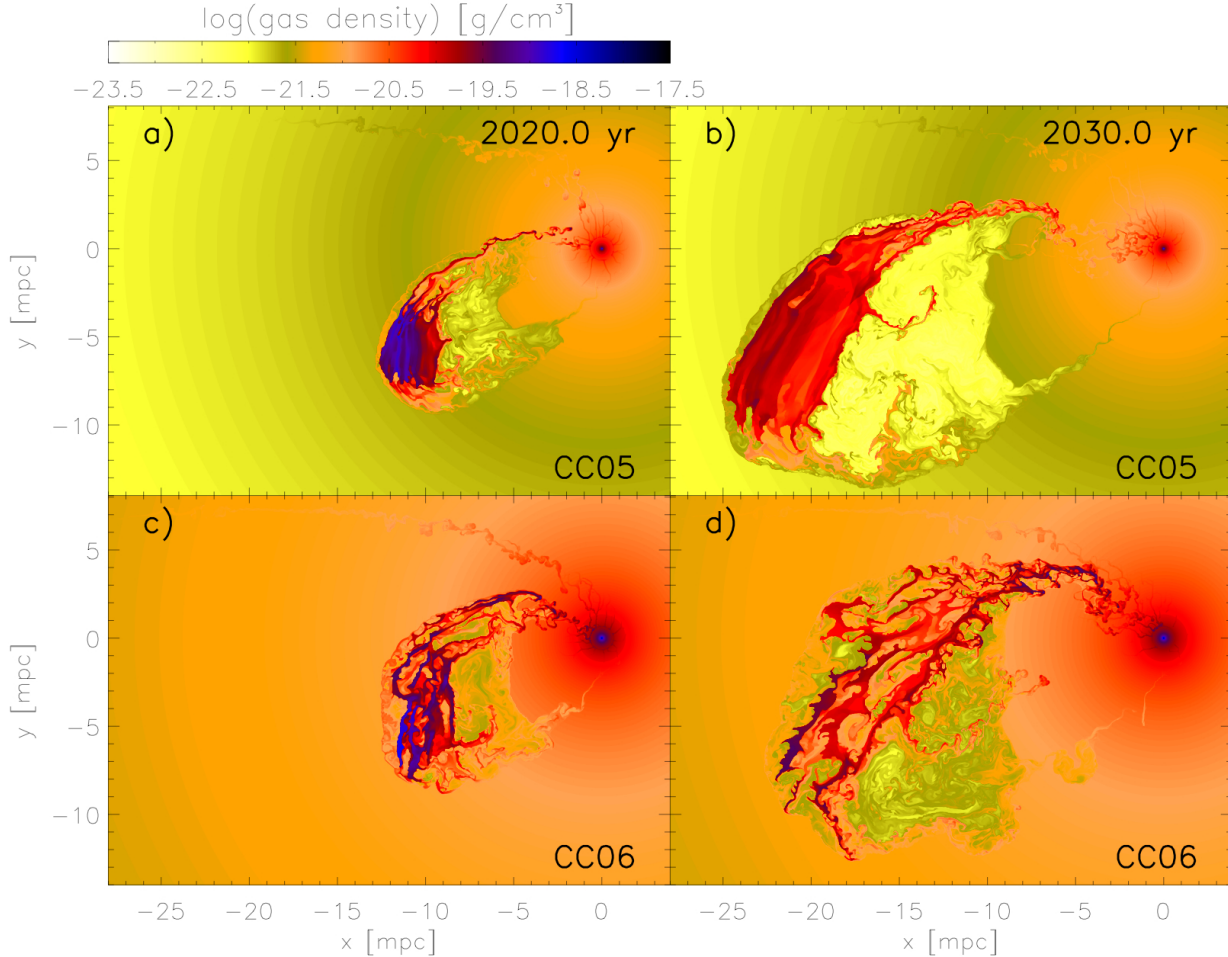 log(gas density) [g/cm³]
−23.5 −22.5 −21.5 −20.5 −19.5 −18.5 −17.5
a) 2020.0 yr
b) 2030.0 yr
5
0
−5
−10
y [mpc]
CC05
CC05
c)
d)
5
0
−5
−10
y [mpc]
CC06
CC06
−25 −20 −15 −10 −5 0
−25 −20 −15 −10 −5 0
x [mpc]
x [mpc]